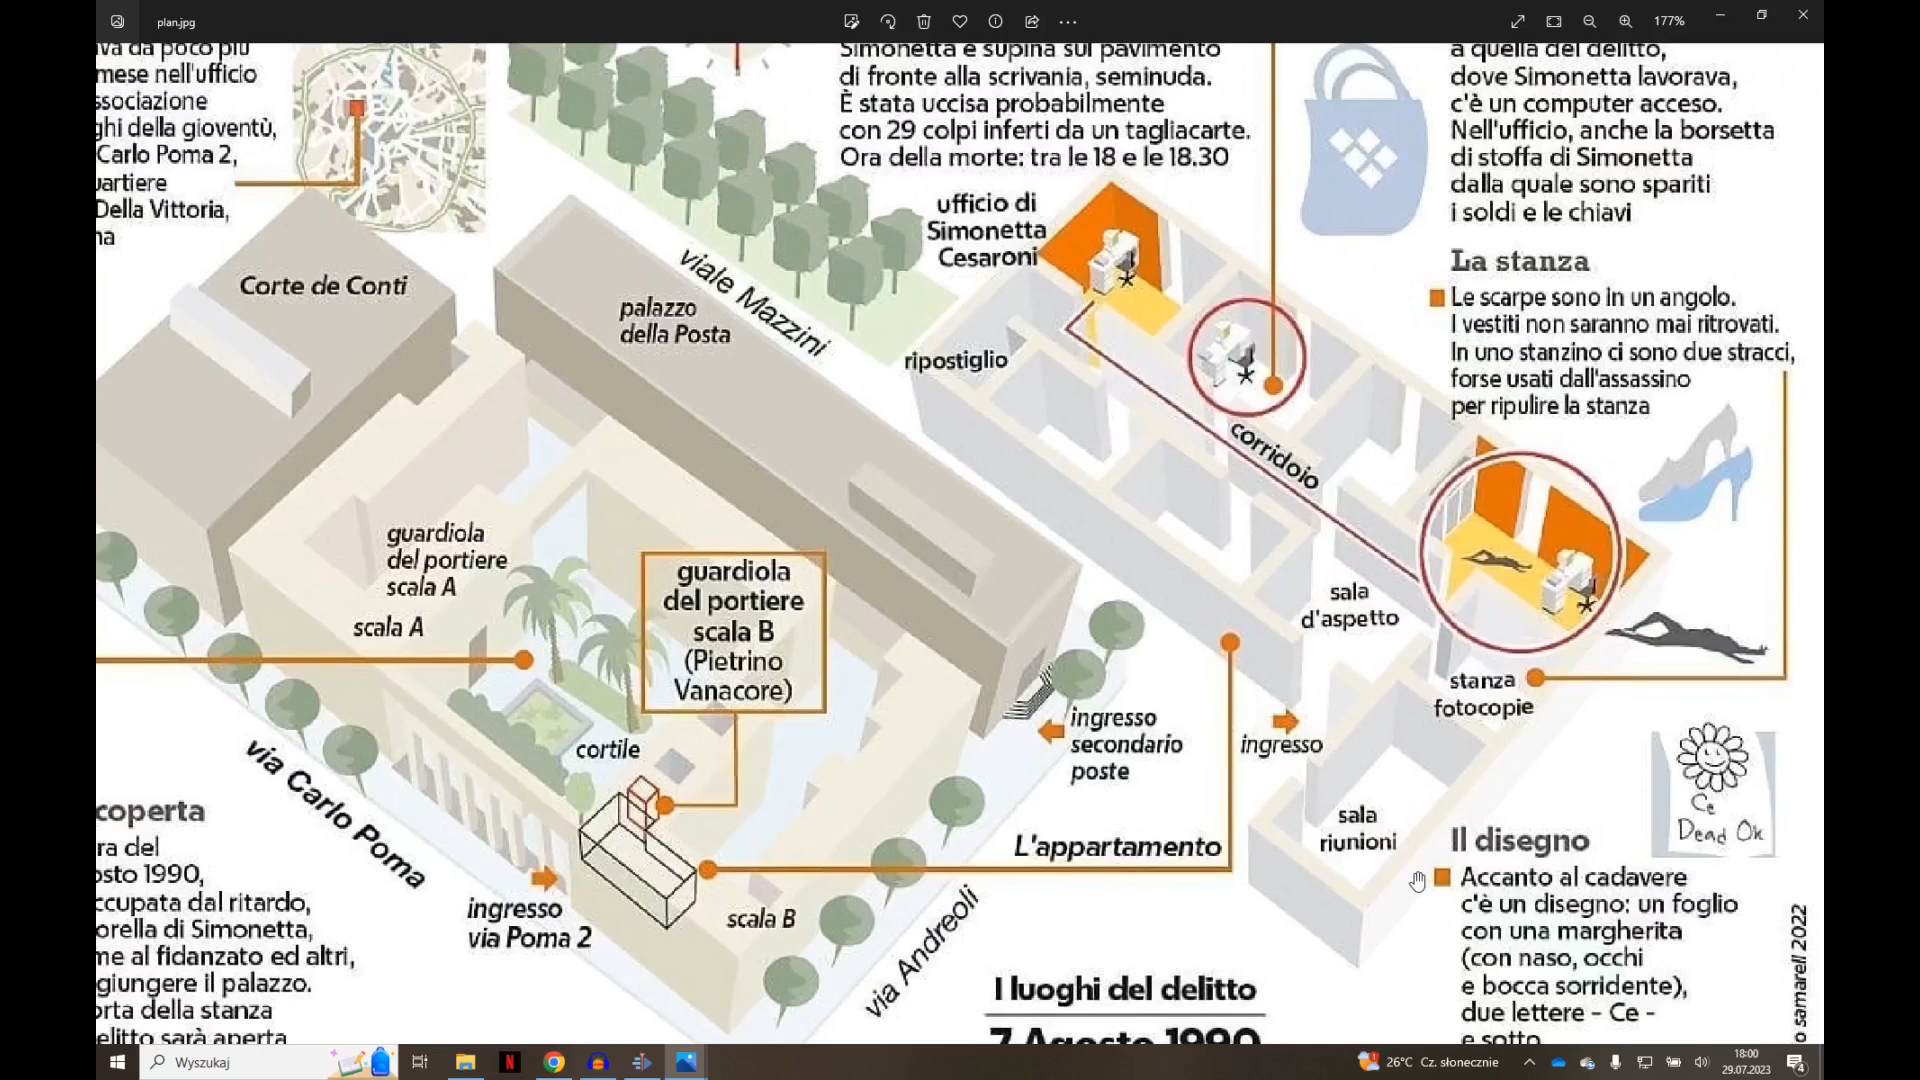 plan.jpg
177%
va da poco più
mese nell'ufficio
ssociazione
ghi della gioventù,
Carlo Poma 2,
uartiere
Della Vittoria,
na
Simonetta è supina sul pavimento
di fronte alla scrivania, seminuda.
È stata uccisa probabilmente
con 29 colpi inferti da un tagliacarte.
Ora della morte: tra le 18 e le 18.30
a quella del delitto,
dove Simonetta lavorava,
c'è un computer acceso.
Nell'ufficio, anche la borsetta
di stoffa di Simonetta
dalla quale sono spariti
i soldi e le chiavi
La stanza
Le scarpe sono in un angolo.
I vestiti non saranno mai ritrovati.
In uno stanzino ci sono due stracci,
forse usati dall'assassino
per ripulire la stanza
Corte de Conti
palazzo
della Posta
viale Mazzini
ufficio di
Simonetta
Cesaroni
ripostiglio
corridoio
guardiola
del portiere
scala A
scala A
guardiola
del portiere
scala B
(Pietrino
Vanacore)
cortile
sala
d'aspetto
stanza
fotocopie
ingresso
secondario
poste
ingresso
sala
riunioni
L'appartamento
via Carlo Poma
ingresso
via Poma 2
scala B
via Andreoli
Ce
Dead Ok
coperta
ra del
osto 1990,
ccupata dal ritardo,
orella di Simonetta,
me al fidanzato ed altri,
giungere il palazzo.
orta della stanza
elitto sarà aperta
I luoghi del delitto
7 Agosto 1990
Il disegno
Accanto al cadavere
c'è un disegno: un foglio
con una margherita
(con naso, occhi
e bocca sorridente),
due lettere - Ce -
e sotto
o samarell 2022
Wyszukaj
26°C Cz. słonecznie
18:00
29.07.2023
4